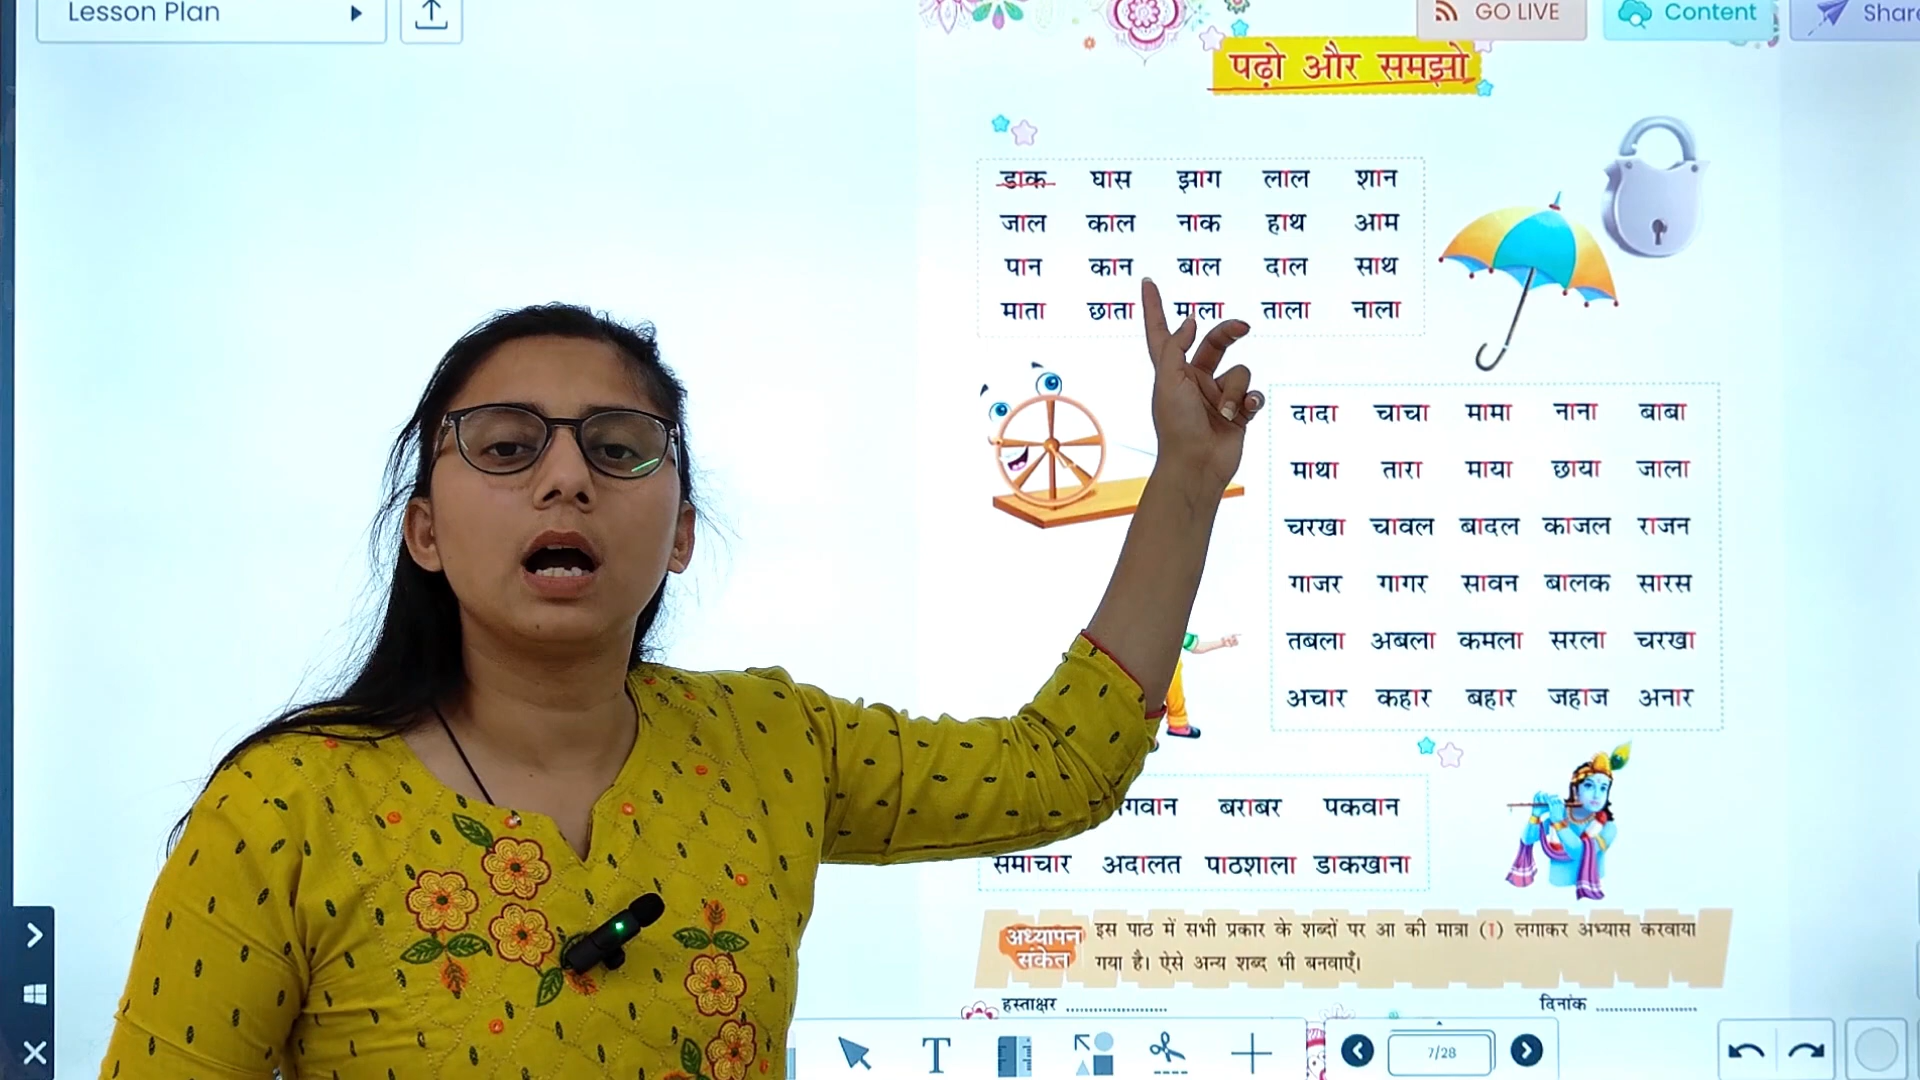 Lesson Plan
GO LIVE
Content
Share
पढ़ो और समझो
डाक घास झाग लाल शान
जाल काल नाक हाथ आम
पान कान बाल दाल साथ
माता छाता माला ताला नाला
दादा चाचा मामा नाना बाबा
माथा तारा माया छाया जाला
चरखा चावल बादल काजल राजन
गाजर गागर सावन बालक सारस
तबला अबला कमला सरला चरखा
अचार कहार बहार जहाज अनार
बराबर पकवान
समाचार अदालत पाठशाला डाकखाना
अध्यापन संकेत
इस पाठ में सभी प्रकार के शब्दों पर आ की मात्रा (ा) लगाकर अभ्यास करवाया
गया है। ऐसे अन्य शब्द भी बनवाएँ।
हस्ताक्षर ........................ दिनांक ........................
T
7/28